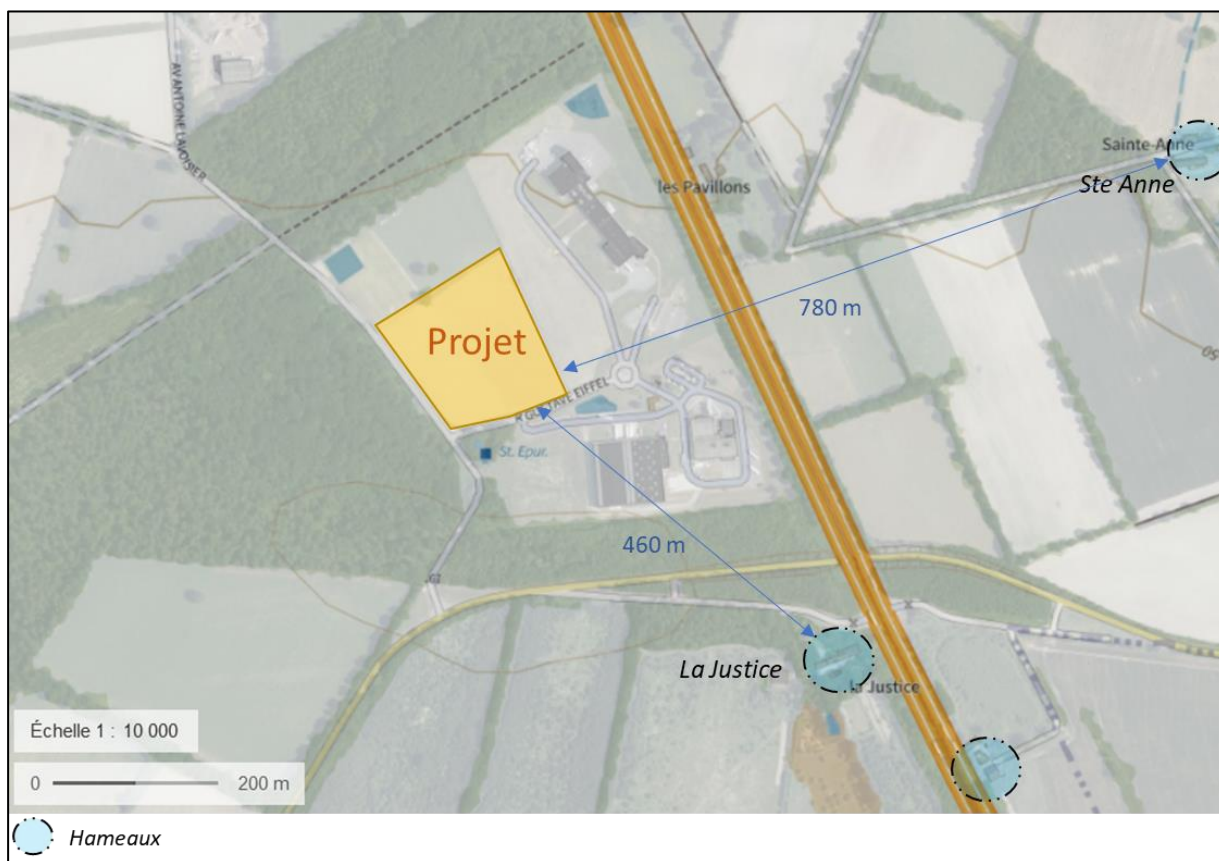 AV ANTOINE LAVOISIER
Sainte-Anne
Ste Anne
les Pavillons
780 m
Projet
R GUSTAVE EIFFEL
50
St. Epur.
460 m
La Justice
la Justice
Échelle 1 : 10 000
0 200 m
Hameaux